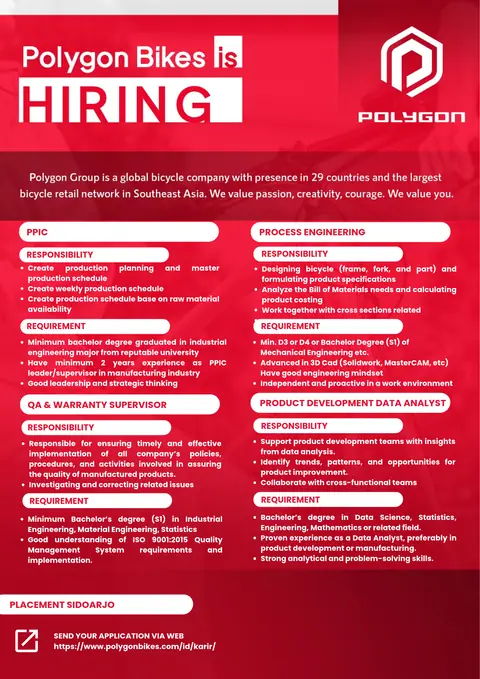 Polygon Bikes is
HIRING
POLYGON
Polygon Group is a global bicycle company with presence in 29 countries and the largest
bicycle retail network in Southeast Asia. We value passion, creativity, courage. We value you.
PPIC
RESPONSIBILITY
• Create production planning and master
production schedule
• Create weekly production schedule
• Create production schedule base on raw material
availability
REQUIREMENT
• Minimum bachelor degree graduated in industrial
engineering major from reputable university
• Have minimum 2 years experience as PPIC
leader/supervisor in manufacturing industry
• Good leadership and strategic thinking
QA & WARRANTY SUPERVISOR
RESPONSIBILITY
• Responsible for ensuring timely and effective
implementation of all company's policies,
procedures, and activities involved in assuring
the quality of manufactured products.
• Investigating and correcting related issues
REQUIREMENT
• Minimum Bachelor's degree (S1) in Industrial
Engineering, Material Engineering, Statistics
• Good understanding of ISO 9001:2015 Quality
Management System requirements and
implementation.
PROCESS ENGINEERING
RESPONSIBILITY
• Designing bicycle (frame, fork, and part) and
formulating product specifications
• Analyze the Bill of Materials needs and calculating
product costing
• Work together with cross sections related
REQUIREMENT
• Min. D3 or D4 or Bachelor Degree (S1) of
Mechanical Engineering etc.
• Advanced in 3D Cad (Solidwork, MasterCAM, etc)
Have good engineering mindset
• Independent and proactive in a work environment
PRODUCT DEVELOPMENT DATA ANALYST
RESPONSIBILITY
• Support product development teams with insights
from data analysis.
• Identify trends, patterns, and opportunities for
product improvement.
• Collaborate with cross-functional teams
REQUIREMENT
• Bachelor's degree in Data Science, Statistics,
Engineering, Mathematics or related field.
• Proven experience as a Data Analyst, preferably in
product development or manufacturing.
• Strong analytical and problem-solving skills.
PLACEMENT SIDOARJO
SEND YOUR APPLICATION VIA WEB
https://www.polygonbikes.com/id/karir/